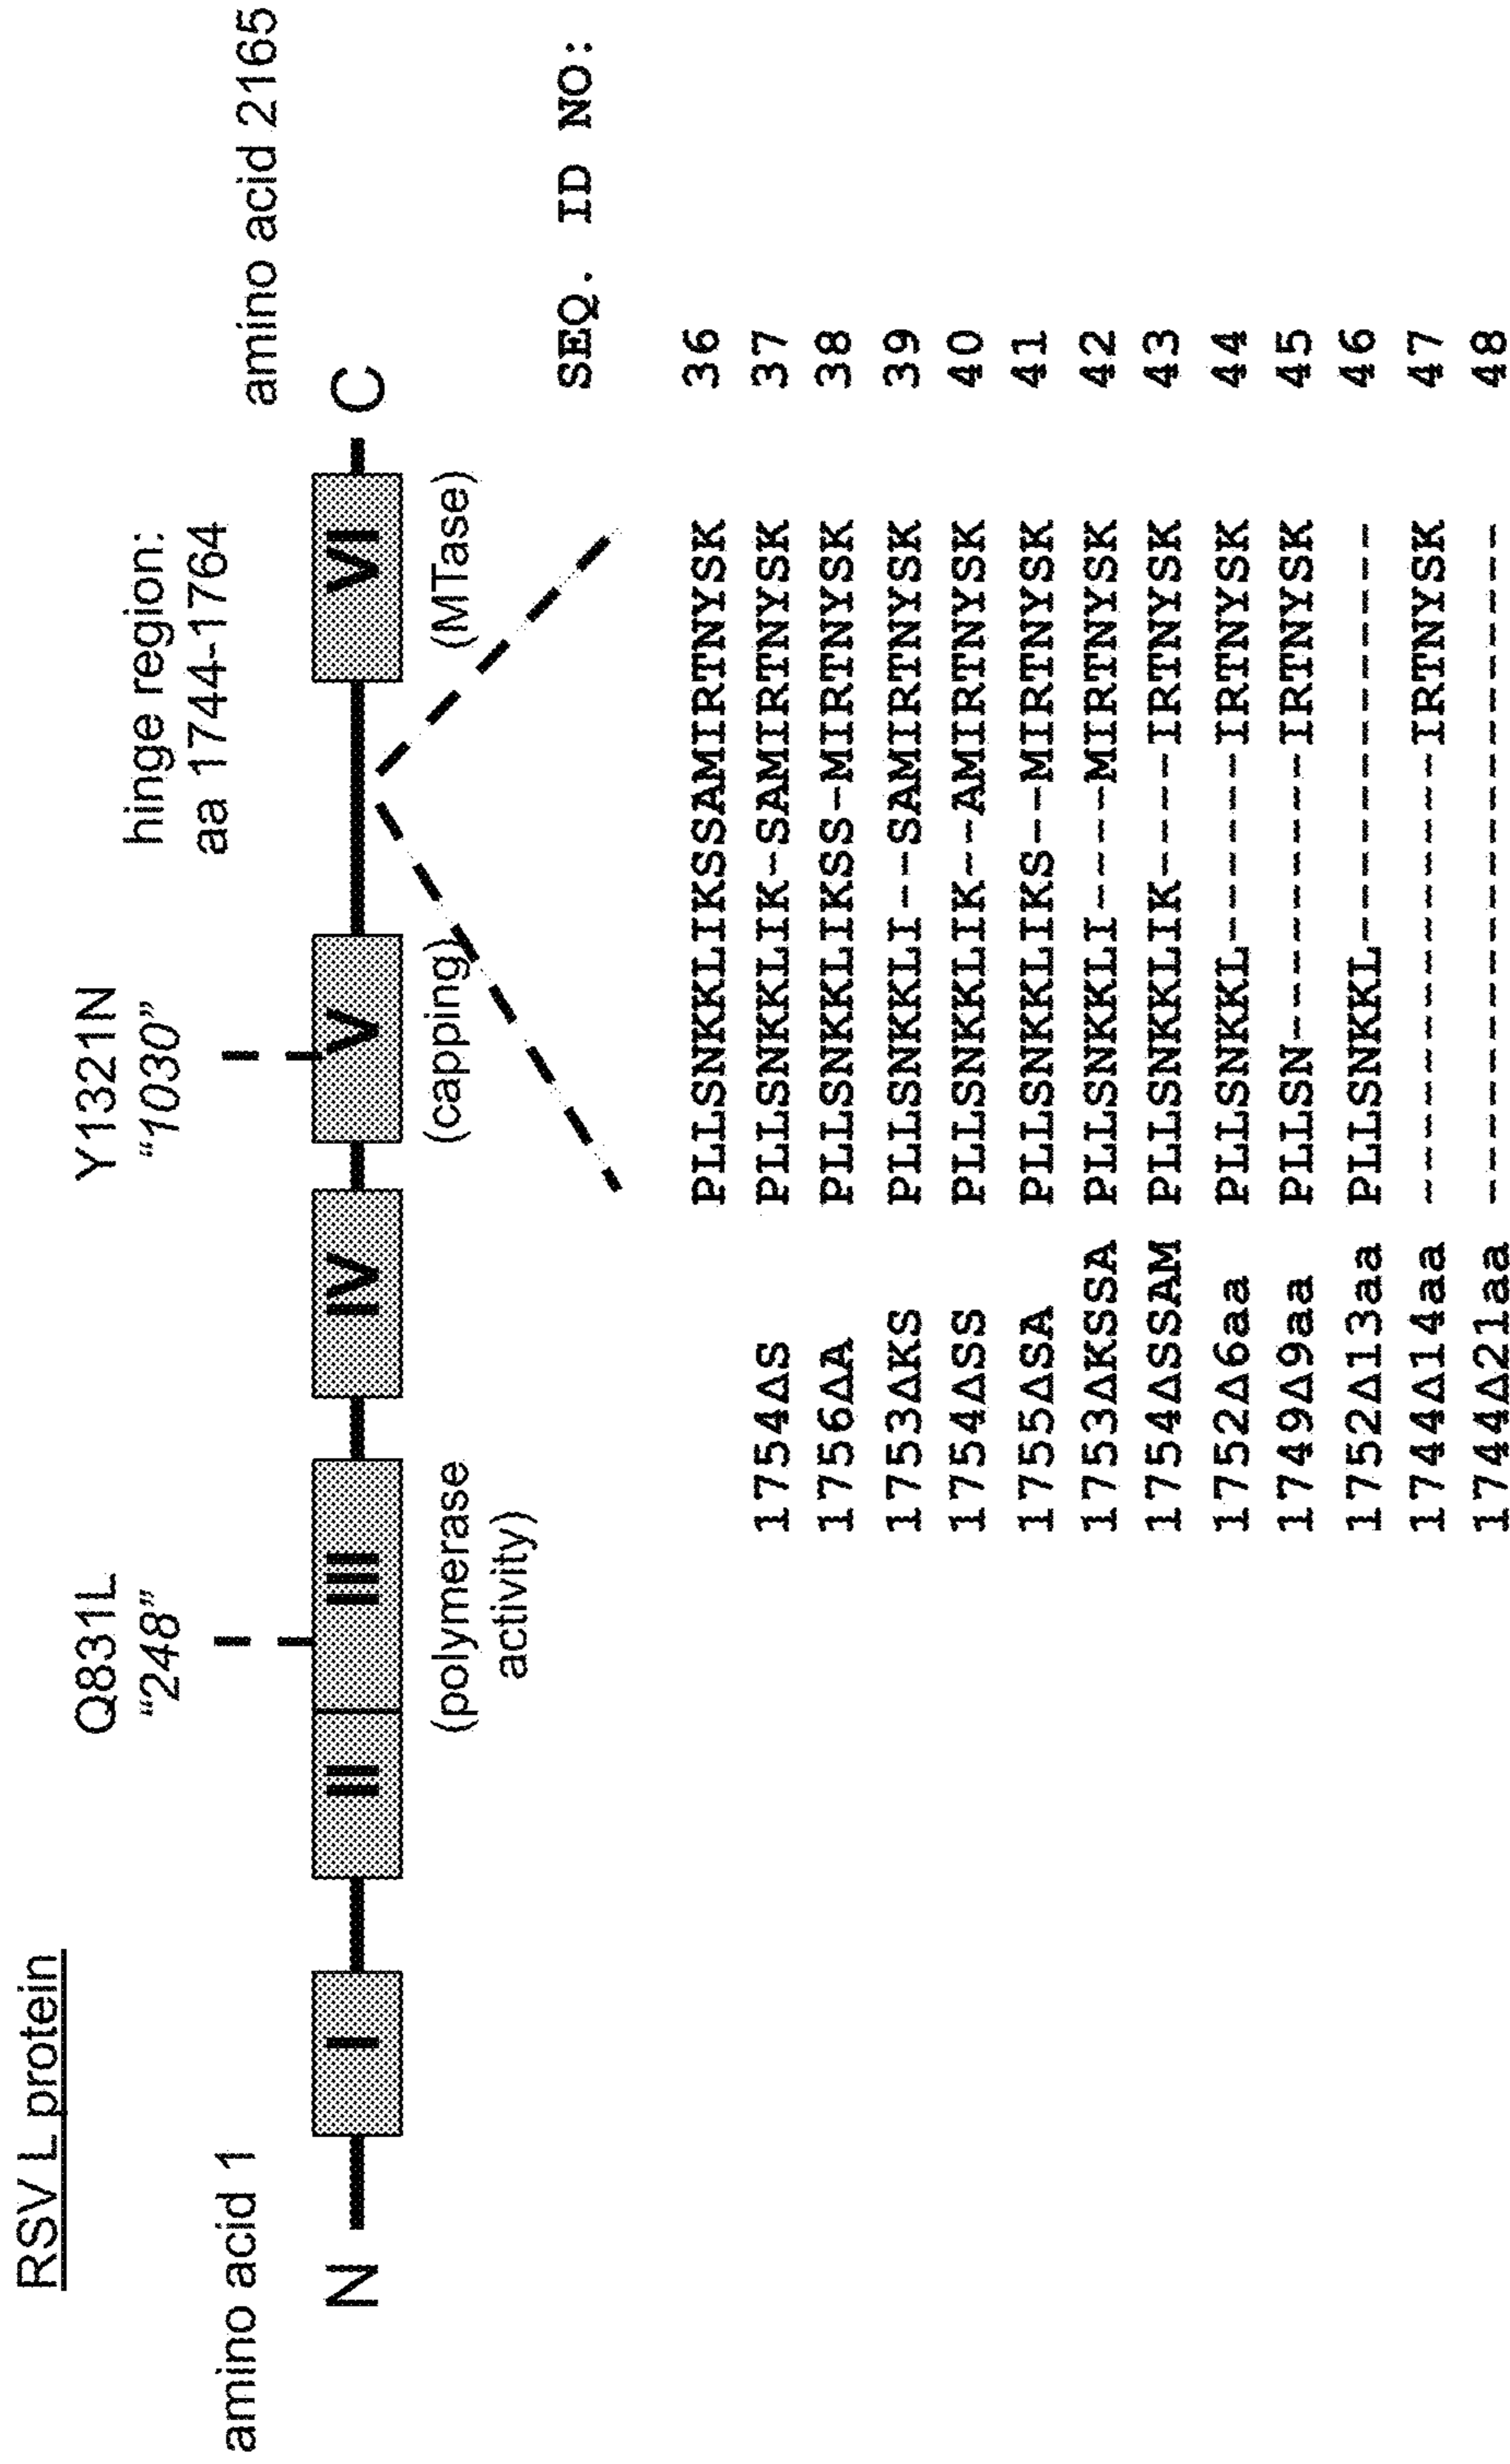 RSV L protein
amino acid 1
Q831L
"248"
Y1321N
"1030"
hinge region:
aa 1744-1764
amino acid 2165
N I II III IV V VI C
(polymerase
activity)
(capping)
(MTase)
SEQ. ID NO:
PLLSNKKLIKSSAMIRTNYSK 36
1754ΔS PLLSNKKLIK-SAMIRTNYSK 37
1756ΔA PLLSNKKLIKSS-MIRTNYSK 38
1753ΔKS PLLSNKKLI--SAMIRTNYSK 39
1754ΔSS PLLSNKKLIK--AMIRTNYSK 40
1755ΔSA PLLSNKKLIKS--MIRTNYSK 41
1753ΔKSSA PLLSNKKLI----MIRTNYSK 42
1754ΔSSAM PLLSNKKLIK----IRTNYSK 43
1752Δ6aa PLLSNKKL------IRTNYSK 44
1749Δ9aa PLLSN---------IRTNYSK 45
1752Δ13aa PLLSNKKL------------- 46
1744Δ14aa --------------IRTNYSK 47
1744Δ21aa --------------------- 48